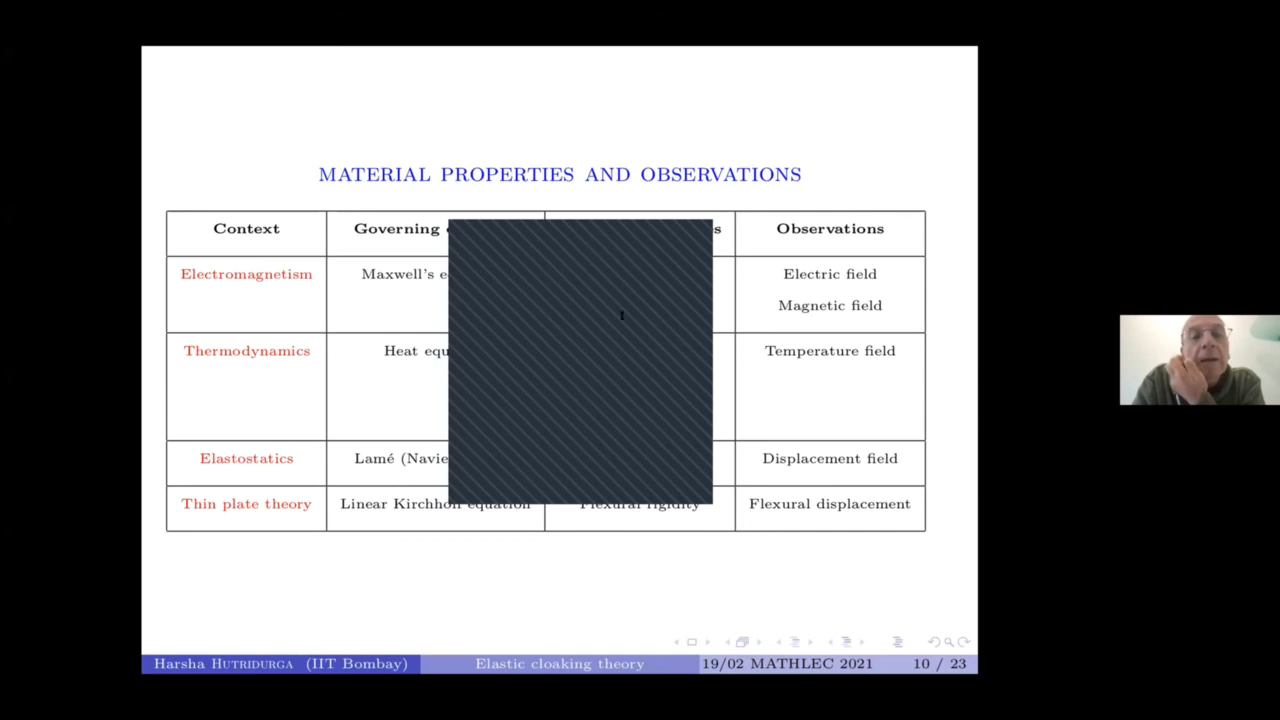 MATERIAL PROPERTIES AND OBSERVATIONS
Context Governing Observations
Electromagnetism Maxwell's Electric field
Magnetic field
Thermodynamics Heat Temperature field
Elastostatics Lamé Displacement field
Thin plate theory Linear Kirchhoff equation Flexural rigidity Flexural displacement
Harsha HUTRIDURGA (IIT Bombay) Elastic cloaking theory 19/02 MATHLEC 2021 10 / 23